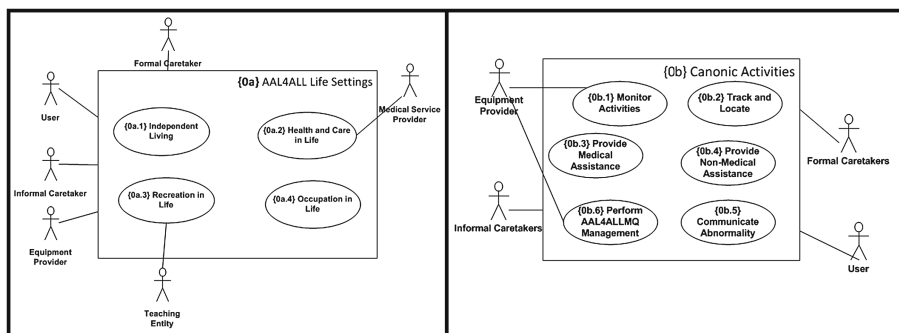 Formal Caretaker
{0a} AAL4ALL Life Settings
User
Medical Service
Provider
{0a.1} Independent
Living
{0a.2} Health and Care
in Life
Informal Caretaker
{0a.3} Recreation in
Life
{0a.4} Occupation in
Life
Equipment
Provider
Teaching
Entity
{0b} Canonic Activities
Equipment
Provider
{0b.1} Monitor
Activities
{0b.2} Track and
Locate
{0b.3} Provide
Medical
Assistance
{0b.4} Provide
Non-Medical
Assistance
Formal Caretakers
Informal Caretakers
{0b.6} Perform
AAL4ALLMQ
Management
{0b.5}
Communicate
Abnormality
User